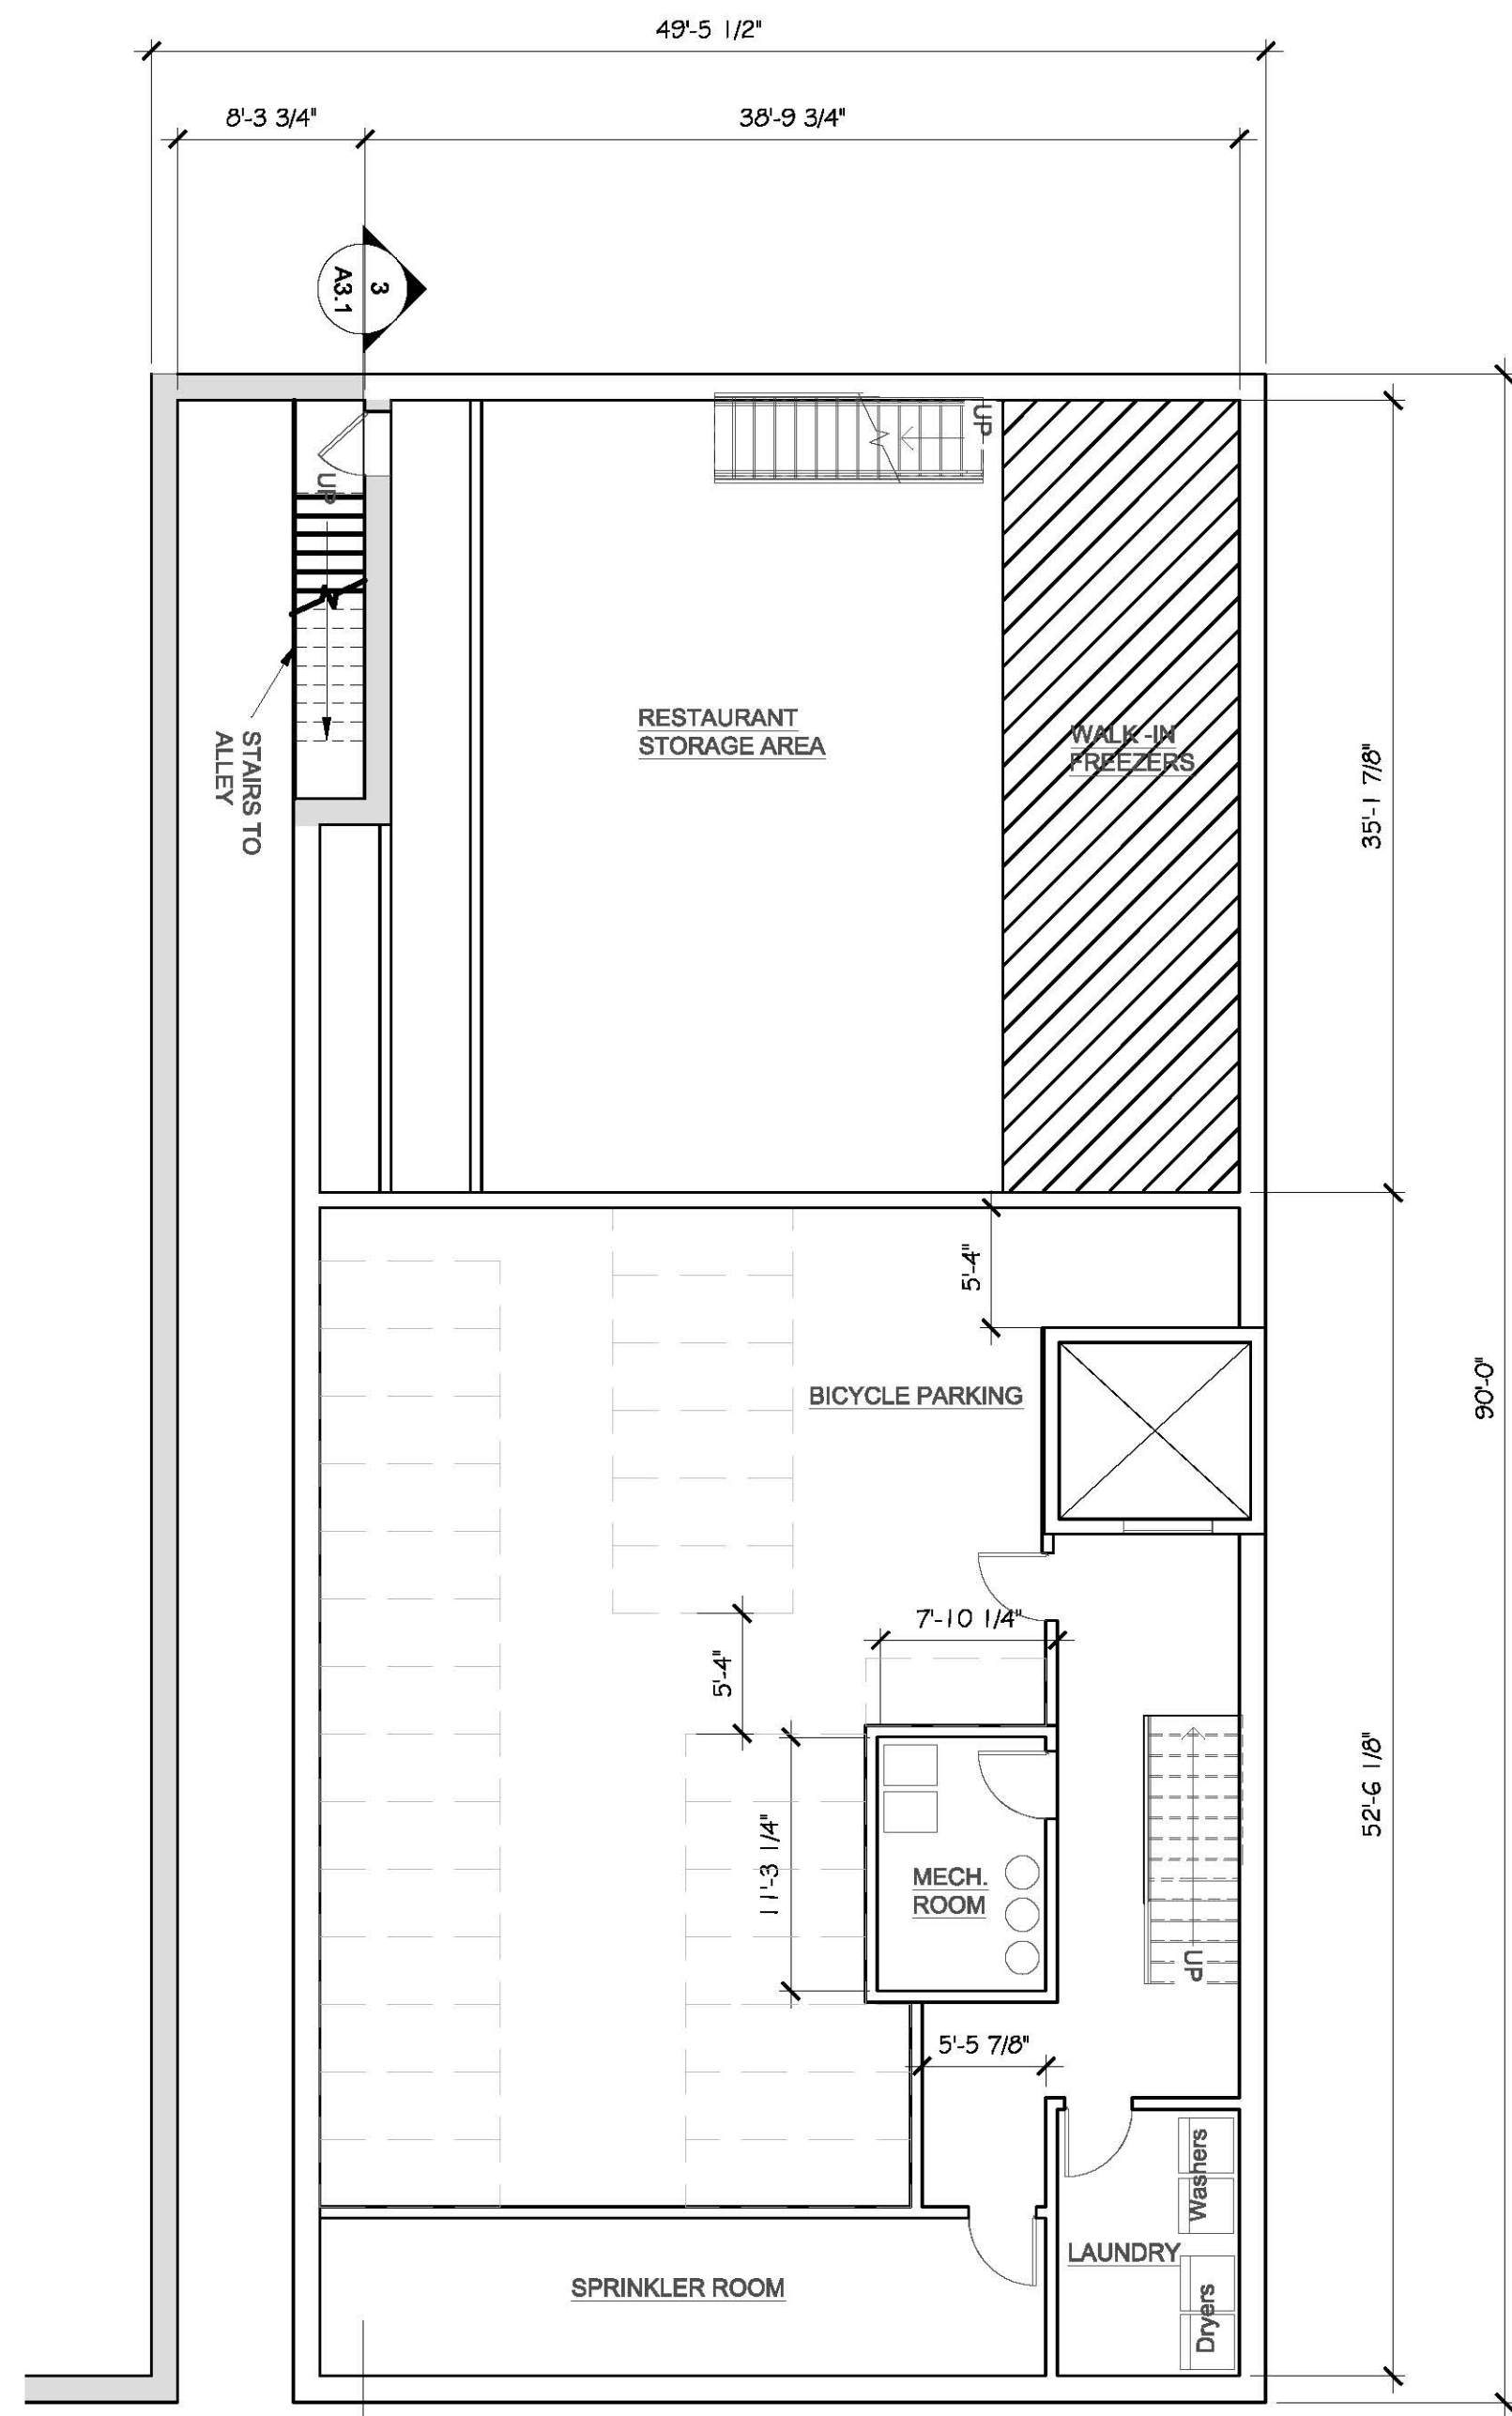 49'-5 1/2"
8'-3 3/4"
38'-9 3/4"
3
A3.1
UP
UP
RESTAURANT
STORAGE AREA
WALK -IN
FREEZERS
STAIRS TO
ALLEY
35'-1 7/8"
5'-4"
BICYCLE PARKING
90'-0"
7'-10 1/4"
5'-4"
52'-6 1/8"
11'-3 1/4"
MECH.
ROOM
UP
5'-5 7/8"
Washers
LAUNDRY
SPRINKLER ROOM
Dryers